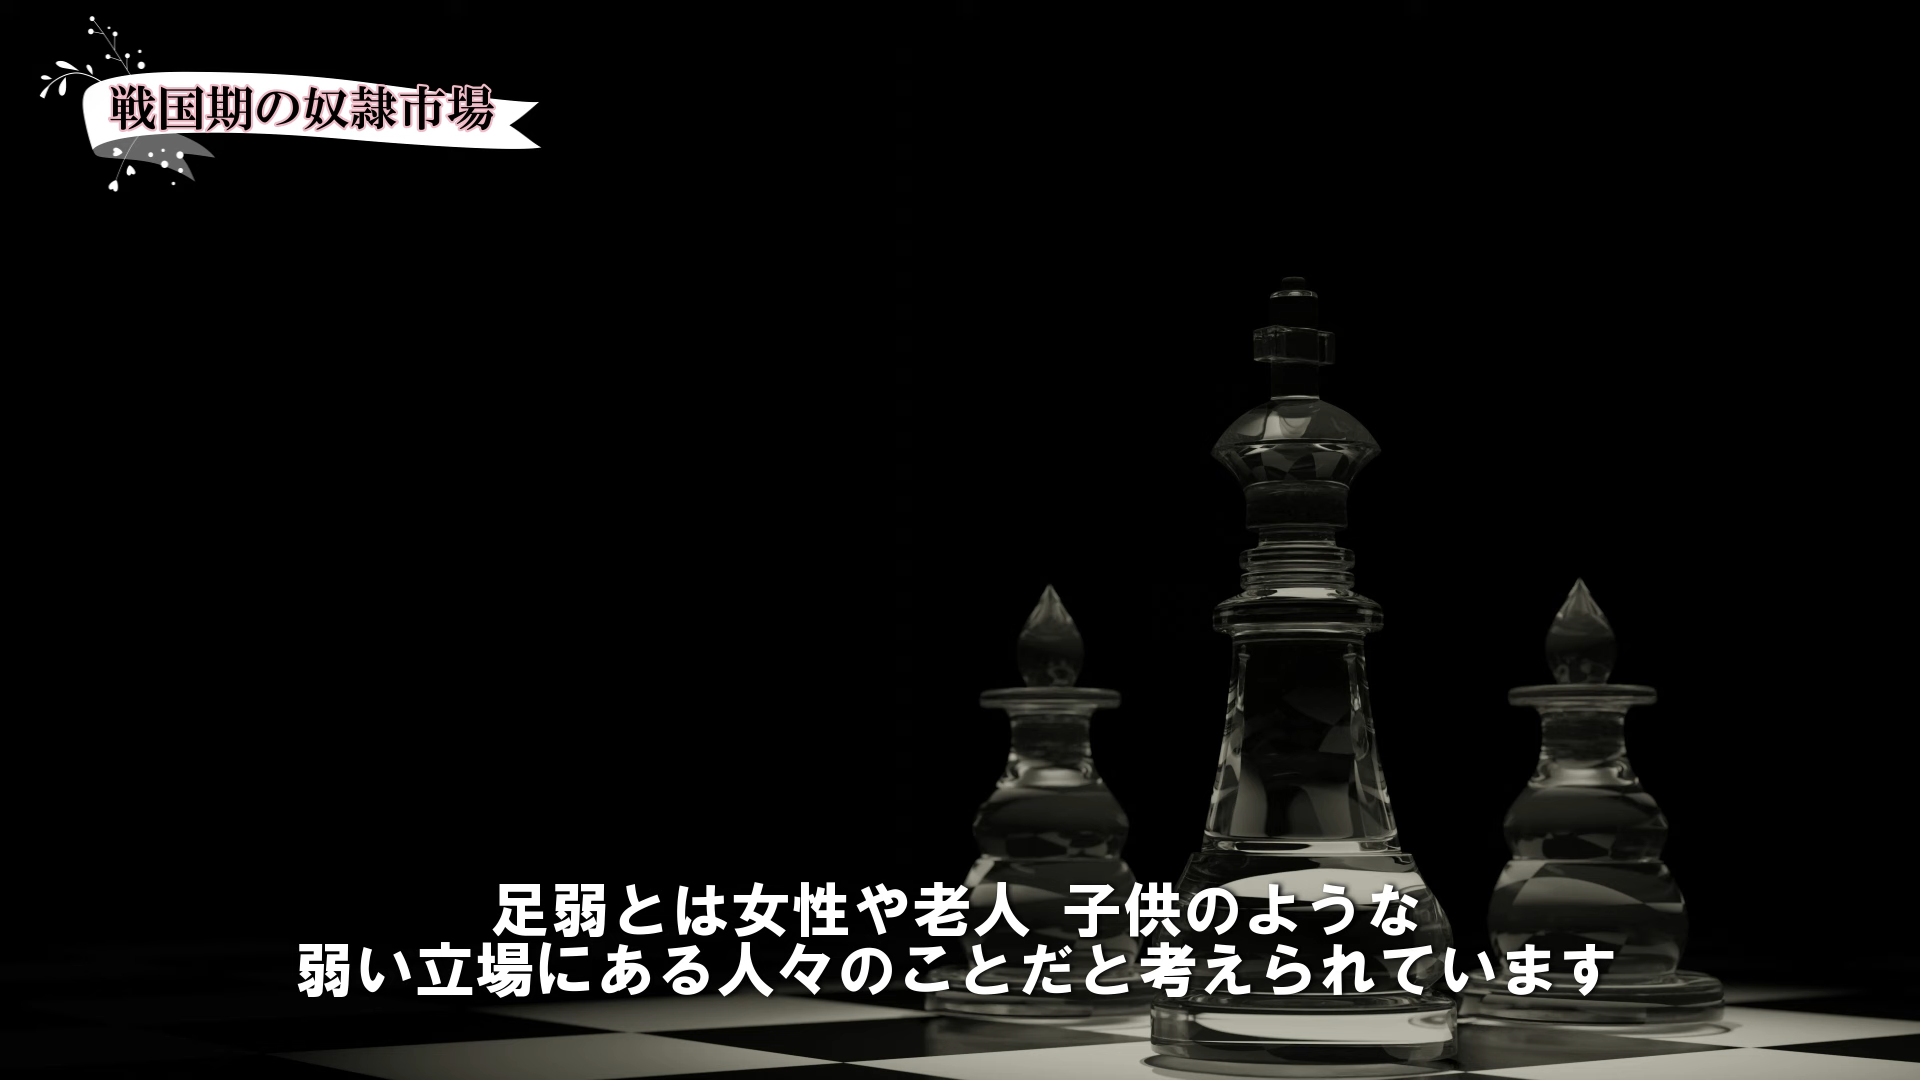 戦国期の奴隷市場
足弱とは女性や老人 子供のような
弱い立場にある人々のことだと考えられています